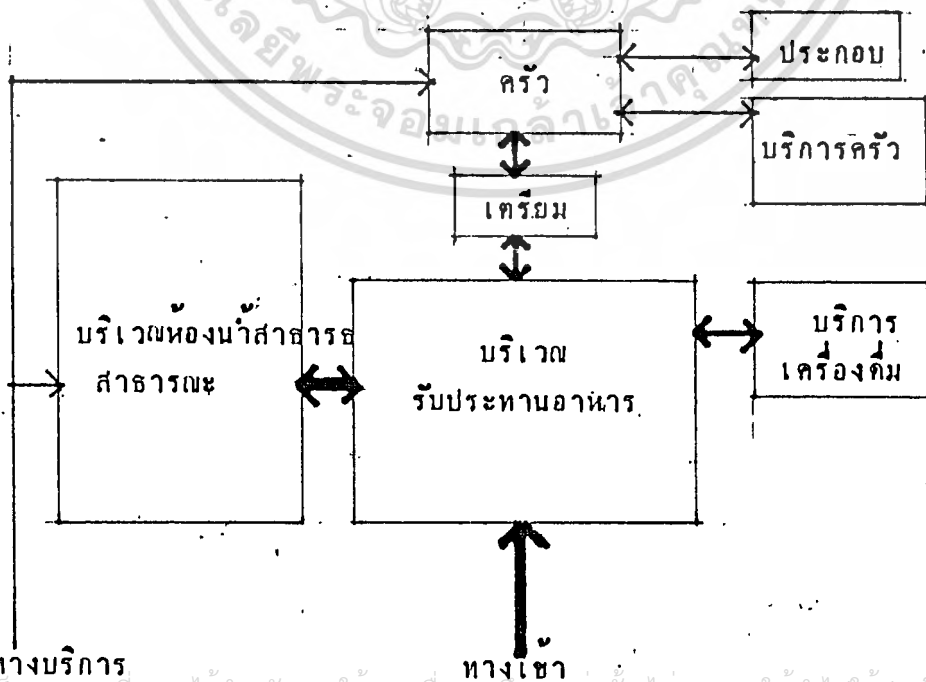 ครัว
ประกอบ
บริการครัว
เตรียม
บริเวณห้องน้ำสาธารธ
สาธารณะ
บริเวณ
รับประทานอาหาร
บริการ
เครื่องดื่ม
ทางบริการ
ทางเข้า